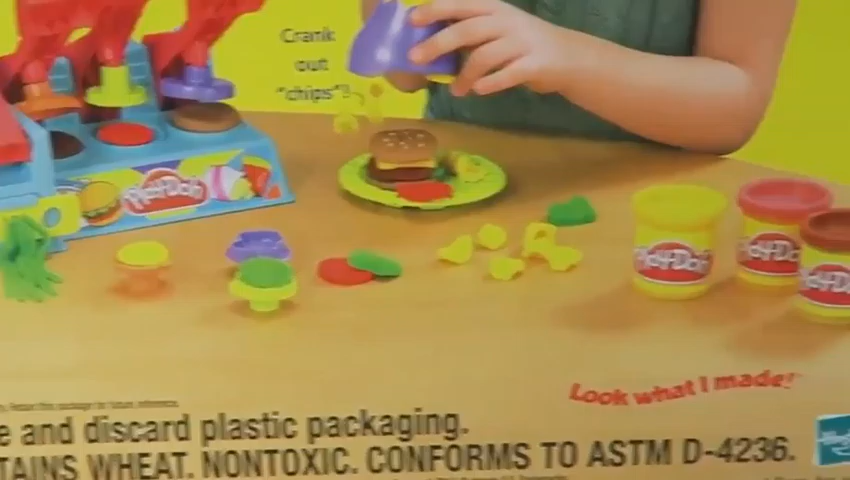 Crank
out
"chips"!
Play-Doh
Play-Doh
Play-Doh
Play-Doh
Look what I made!
e and discard plastic packaging.
TAINS WHEAT. NONTOXIC. CONFORMS TO ASTM D-4236.